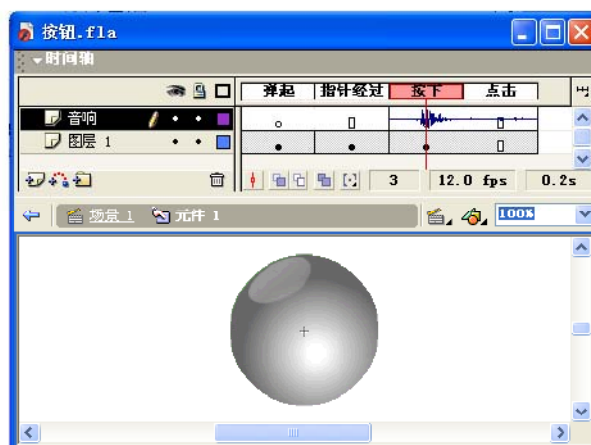 按钮.fla
时间轴
弹起 指针经过 按下 点击
音响
图层 1
3 12.0 fps 0.2s
场景 1 元件 1 100%